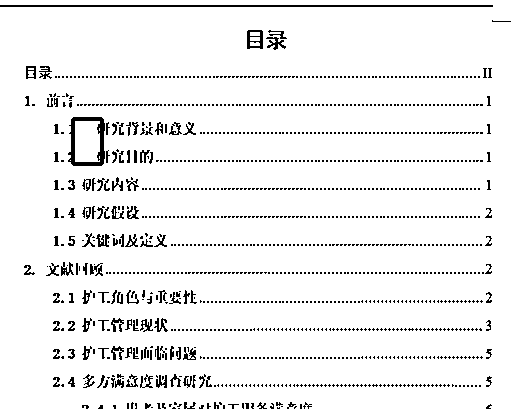 目录
目录 II
1. 前言 1
1.1 研究背景和意义 1
1.2 研究目的 1
1.3 研究内容 1
1.4 研究假设 2
1.5 关键词及定义 2
2. 文献回顾 2
2.1 护工角色与重要性 2
2.2 护工管理现状 3
2.3 护工管理面临问题 5
2.4 多方满意度调查研究 5